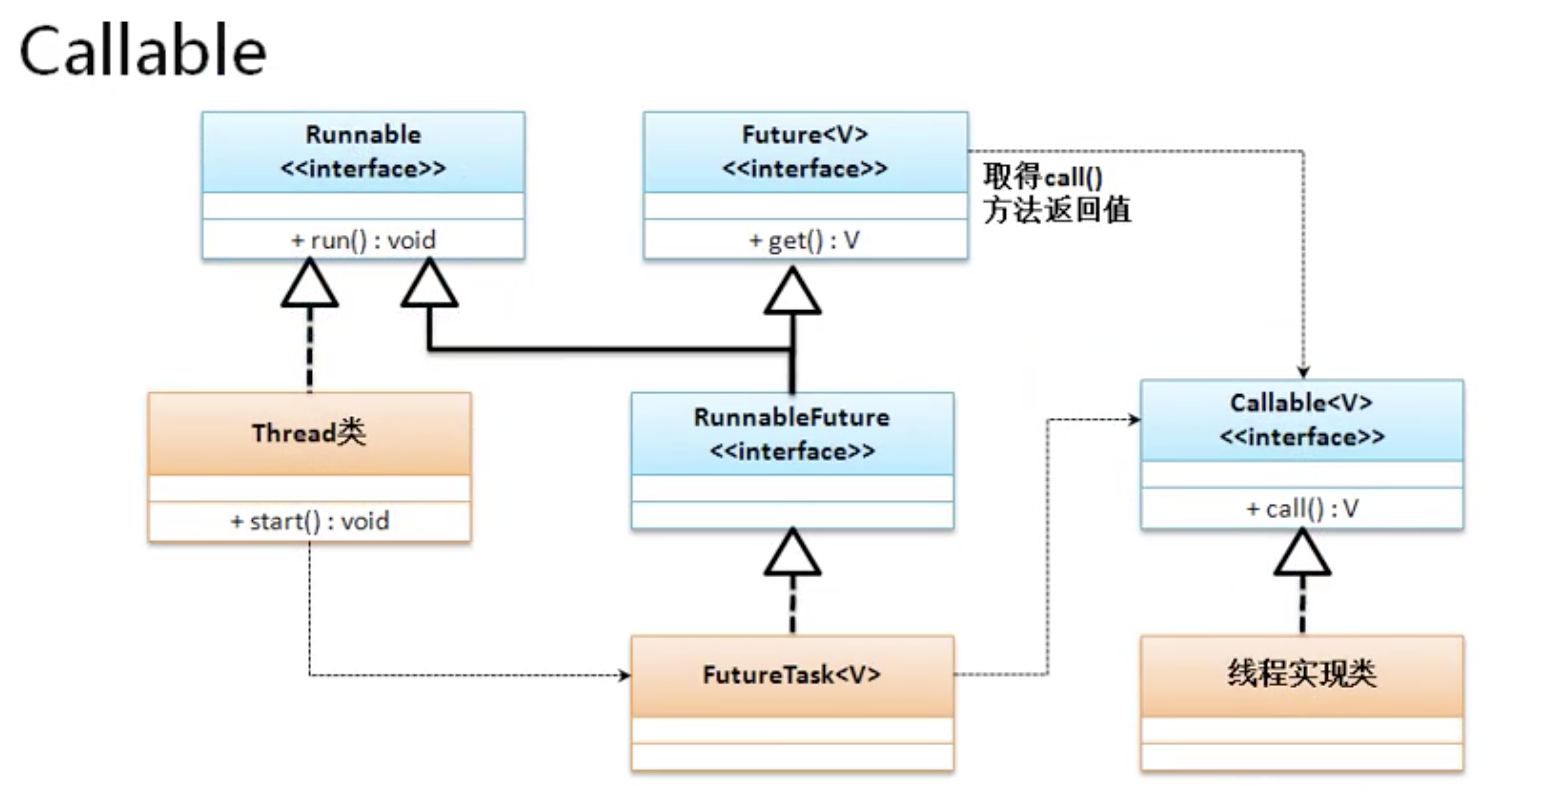 Callable
Runnable
<<interface>>
+ run() : void
Future<V>
<<interface>>
+ get() : V
取得call()
方法返回值
Thread类
+ start() : void
RunnableFuture
<<interface>>
Callable<V>
<<interface>>
+ call() : V
FutureTask<V>
线程实现类